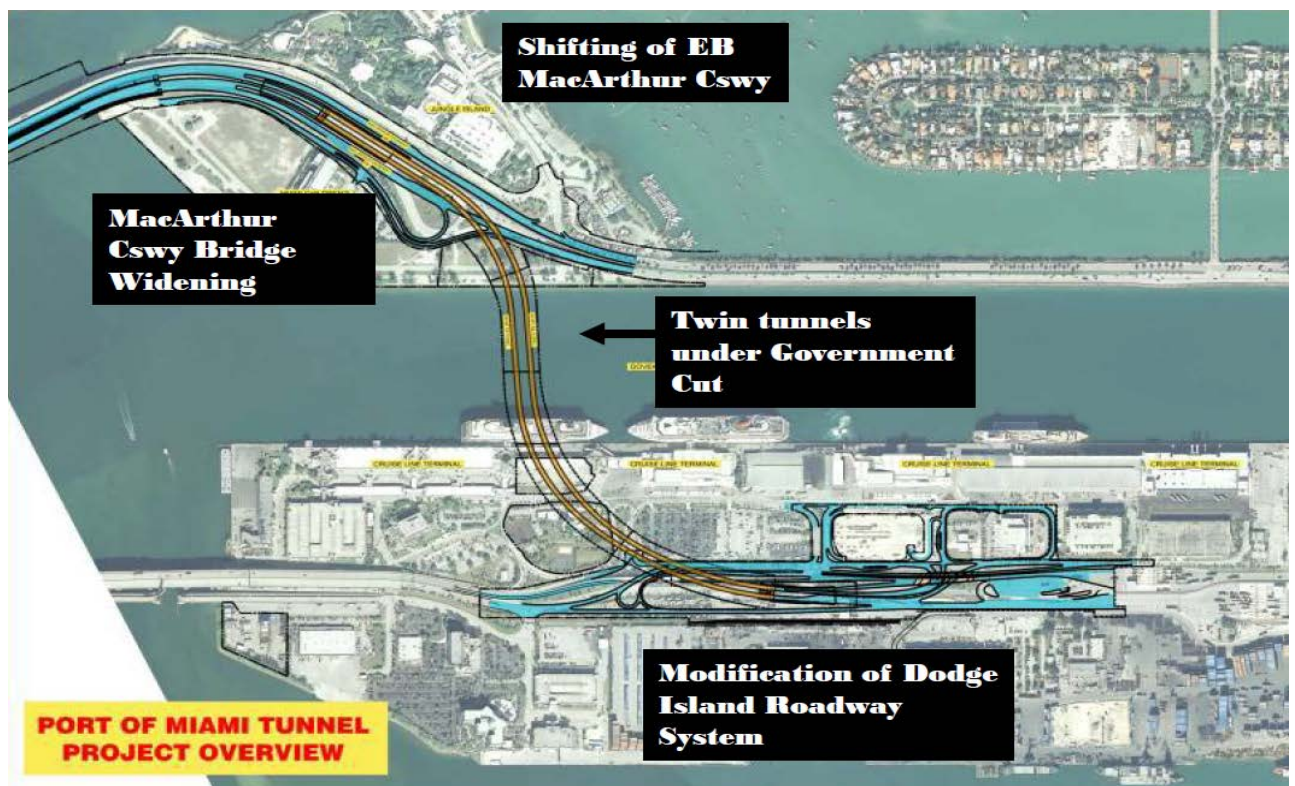 Shifting of EB
MacArthur Cswy
JUNGLE ISLAND
MacArthur
Cswy Bridge
Widening
Twin tunnels
under Government
Cut
CRUISE LINE TERMINAL
CRUISE LINE TERMINAL
CRUISE LINE TERMINAL
CRUISE LINE TERMINAL
Modification of Dodge
Island Roadway
System
PORT OF MIAMI TUNNEL
PROJECT OVERVIEW